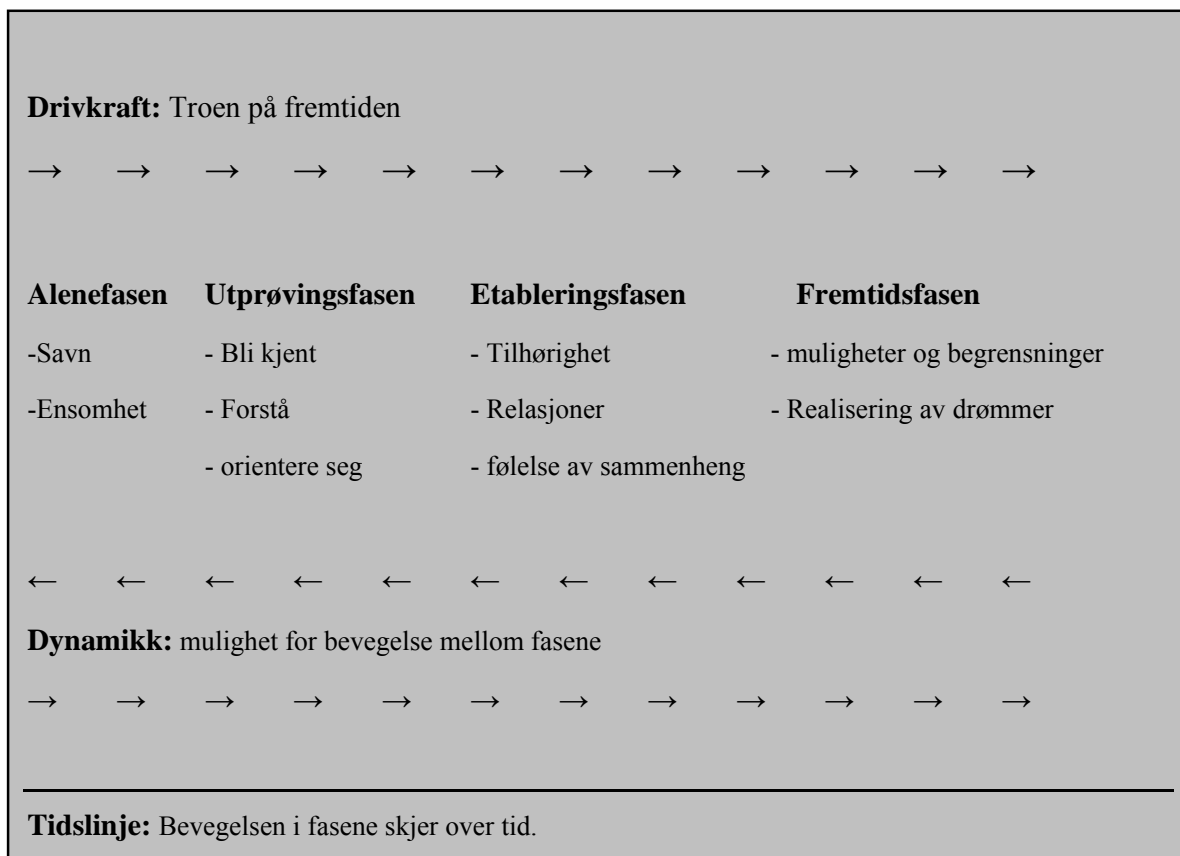 Drivkraft: Troen på fremtiden
→ → → → → → → → → → → →
Alenefasen Utprøvingsfasen Etableringsfasen Fremtidsfasen
-Savn - Bli kjent - Tilhørighet - muligheter og begrensninger
-Ensomhet - Forstå - Relasjoner - Realisering av drømmer
- orientere seg - følelse av sammenheng
← ← ← ← ← ← ← ← ← ← ← ←
Dynamikk: mulighet for bevegelse mellom fasene
→ → → → → → → → → → → →
Tidslinje: Bevegelsen i fasene skjer over tid.